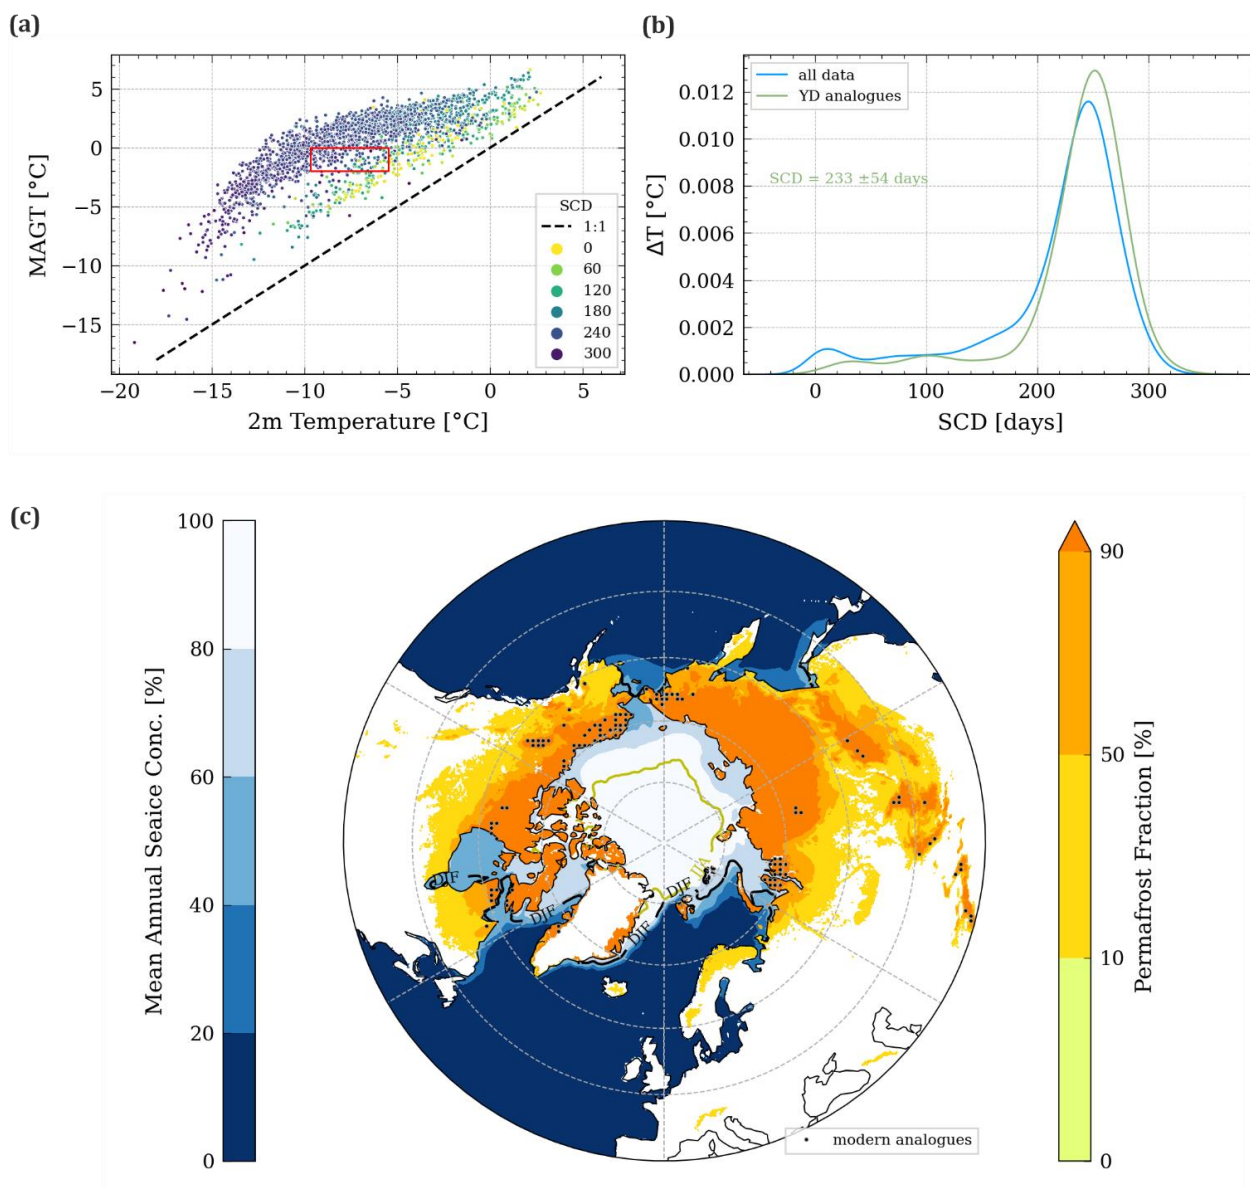 (a)
MAGT [°C]
5
0
−5
−10
−15
−20
−15
−10
−5
0
5
2m Temperature [°C]
SCD
1:1
0
60
120
180
240
300
(b)
ΔT [°C]
0.012
0.010
0.008
0.006
0.004
0.002
0.000
all data
YD analogues
SCD = 233 ±54 days
0
100
200
300
SCD [days]
(c)
Mean Annual Seaice Conc. [%]
100
80
60
40
20
0
DJF
DJF
DJF
DJF
JJA
modern analogues
90
50
10
0
Permafrost Fraction [%]